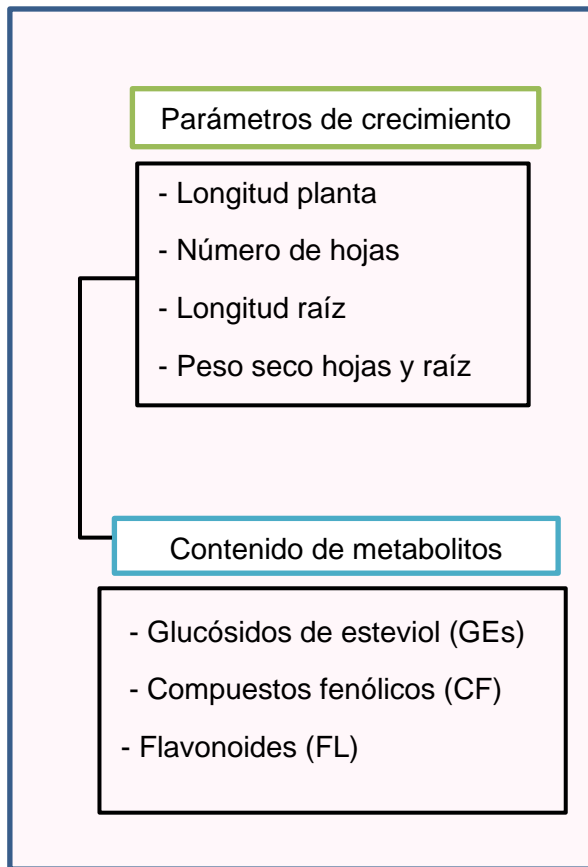 Parámetros de crecimiento
- Longitud planta
- Número de hojas
- Longitud raíz
- Peso seco hojas y raíz
Contenido de metabolitos
- Glucósidos de esteviol (GEs)
- Compuestos fenólicos (CF)
- Flavonoides (FL)